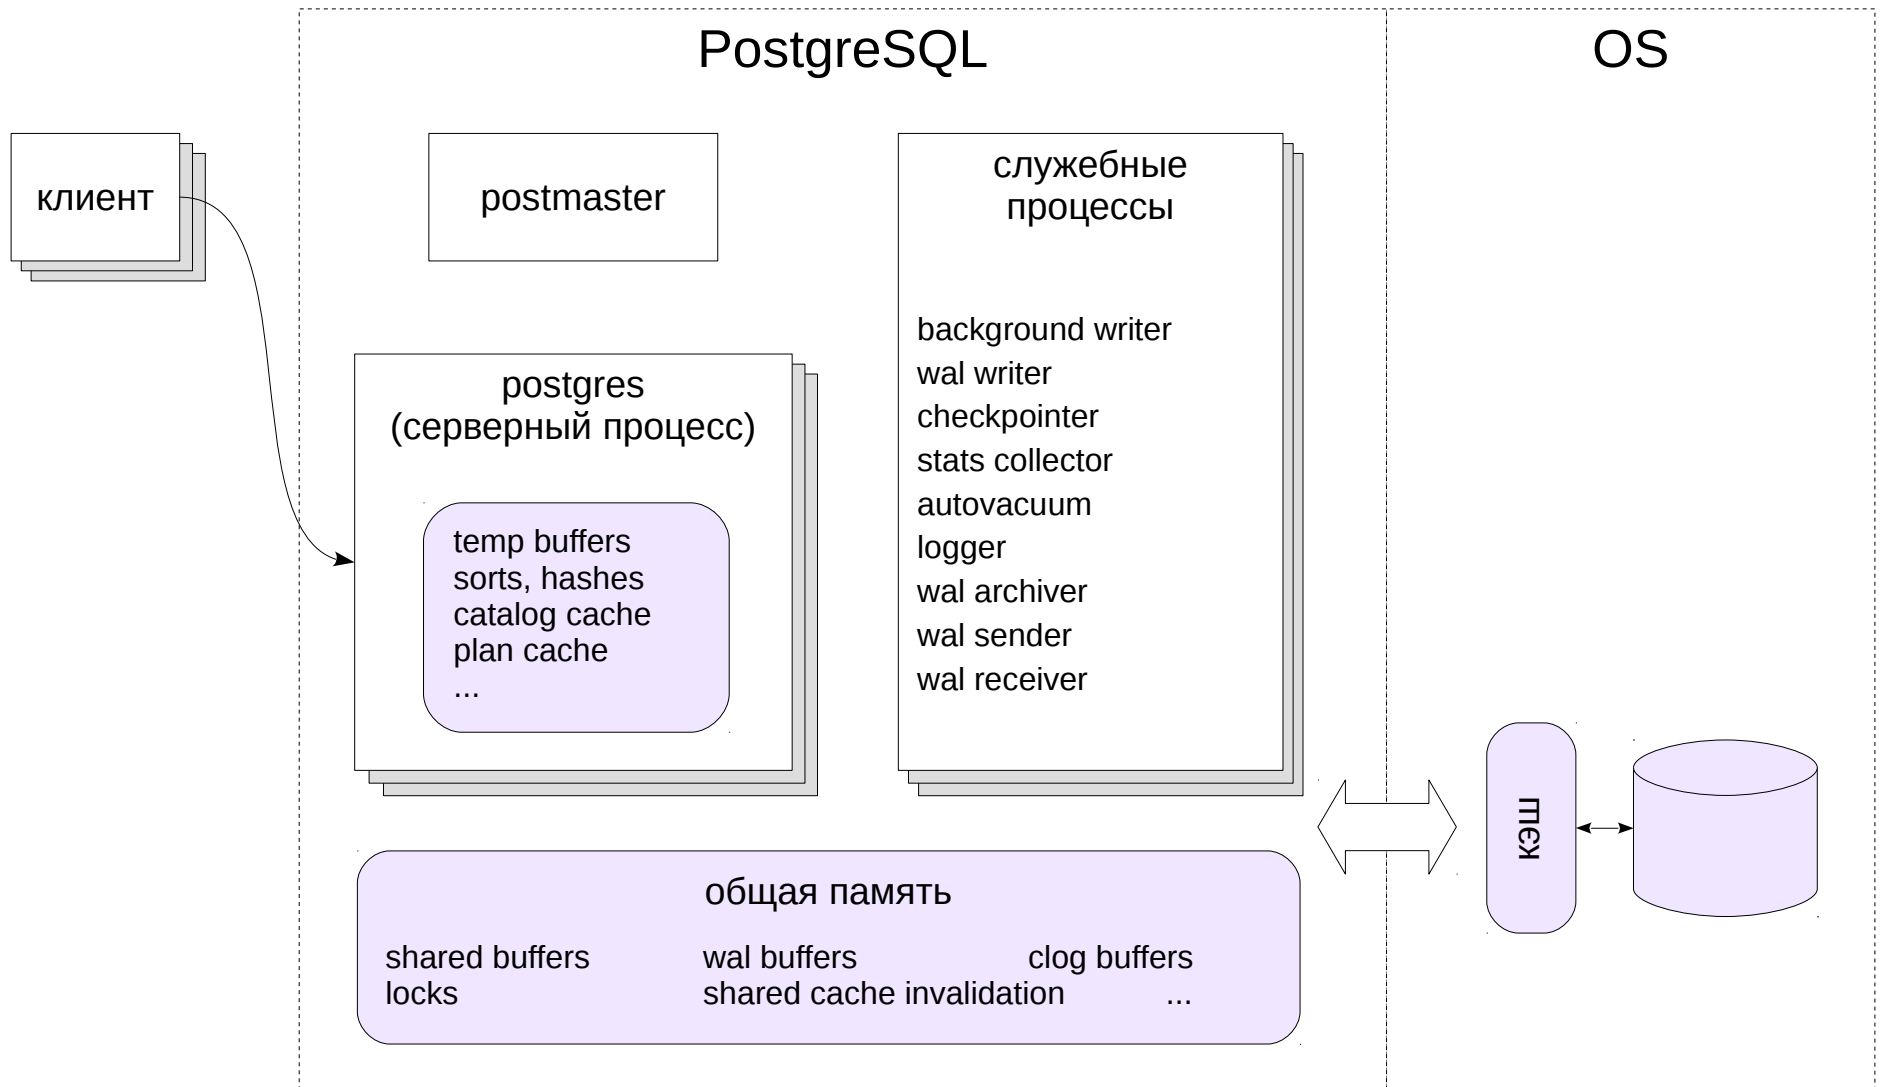 PostgreSQL
OS
клиент
postmaster
служебные
процессы
background writer
wal writer
checkpointer
stats collector
autovacuum
logger
wal archiver
wal sender
wal receiver
postgres
(серверный процесс)
temp buffers
sorts, hashes
catalog cache
plan cache
...
кэш
общая память
shared buffers wal buffers clog buffers
locks shared cache invalidation ...